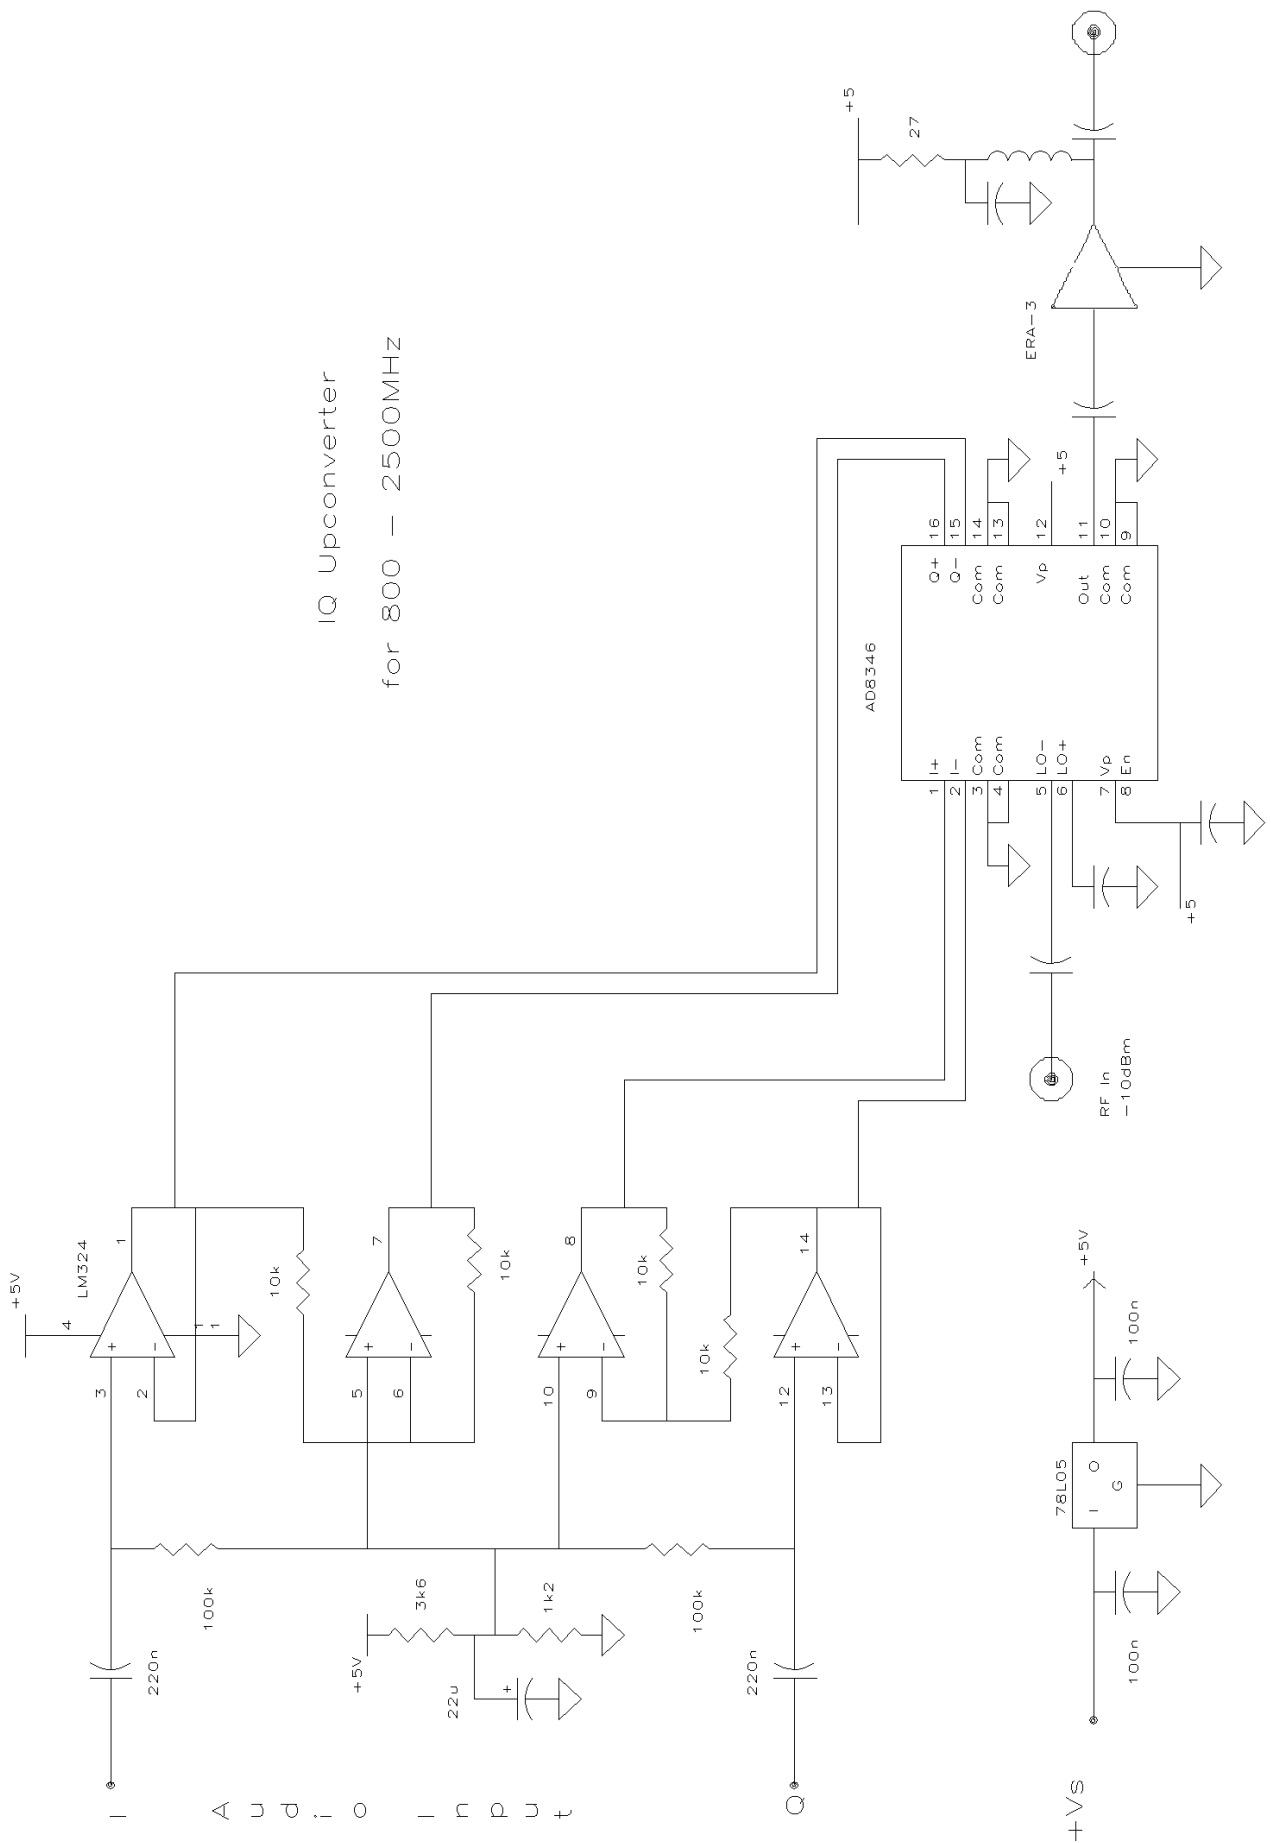 IQ Upconverter
for 800 - 2500MHz
+5V
LM324
4
3
2
1
11
10k
5
6
7
10k
10
9
8
10k
10k
12
13
14
100k
220n
+5V
3k6
1k2
22u
100k
220n
I
Audio Input
Q
+Vs
78L05
I O
G
100n
100n
+5V
RF In
-10dBm
AD8346
1 I+
2 I-
3 Com
4 Com
5 LO-
6 LO+
7 Vp
8 En
Q+ 16
Q- 15
Com 14
Com 13
Vp 12
Out 11
Com 10
Com 9
+5
+5
ERA-3
+5
27
+
+
-
+
-
+
-
+
-